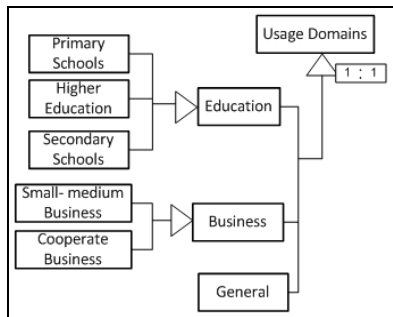 Primary
Schools
Usage Domains
1 : 1
Higher
Education
Education
Secondary
Schools
Small- medium
Business
Business
Cooperate
Business
General